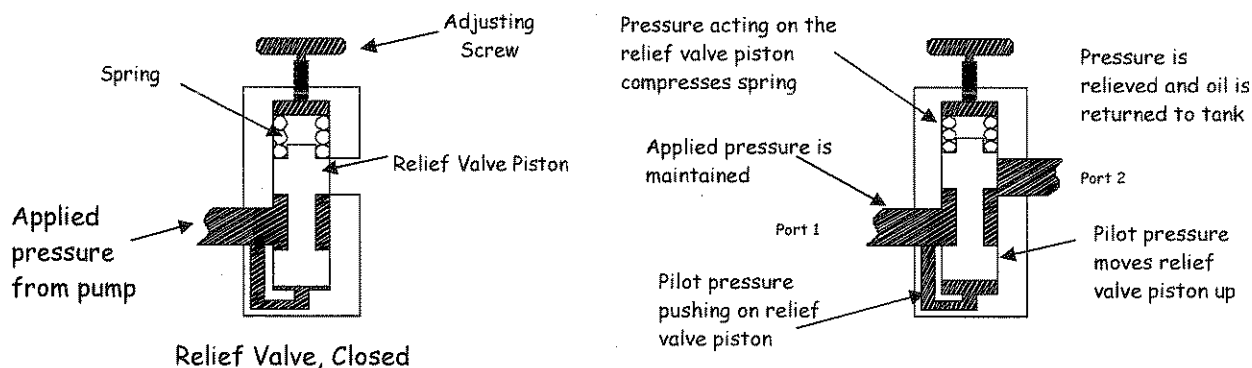 Adjusting
Screw
Spring
Relief Valve Piston
Applied
pressure
from pump
Relief Valve, Closed
Pressure acting on the
relief valve piston
compresses spring
Pressure is
relieved and oil is
returned to tank
Applied pressure is
maintained
Port 2
Port 1
Pilot pressure
pushing on relief
valve piston
Pilot pressure
moves relief
valve piston up